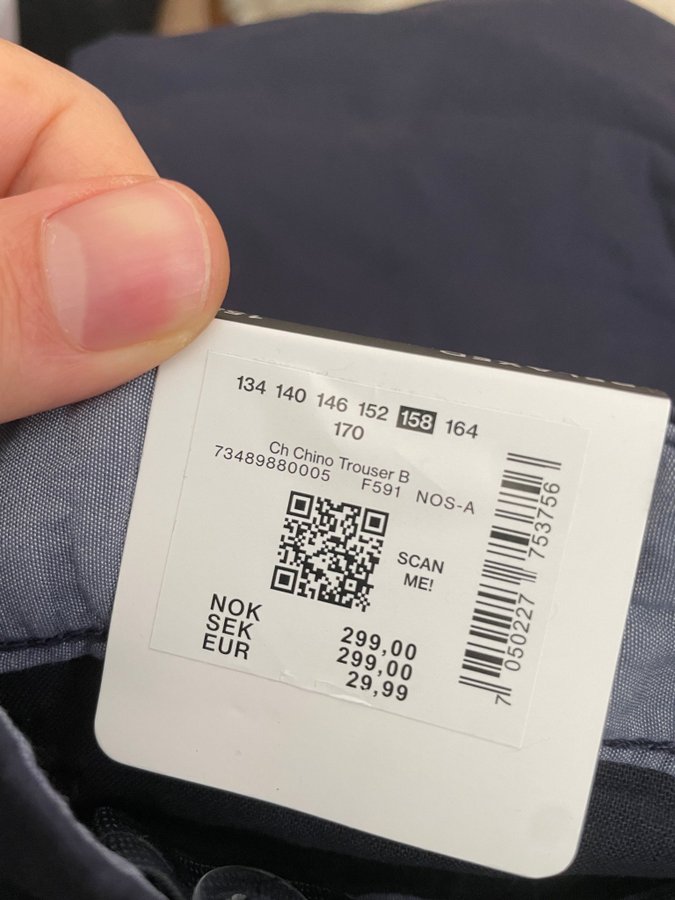 134 140 146 152 158 164
170
Ch Chino Trouser B
73489880005 F591 NOS-A
SCAN
ME!
NOK 299,00
SEK 299,00
EUR 29,99
7 050227 753756